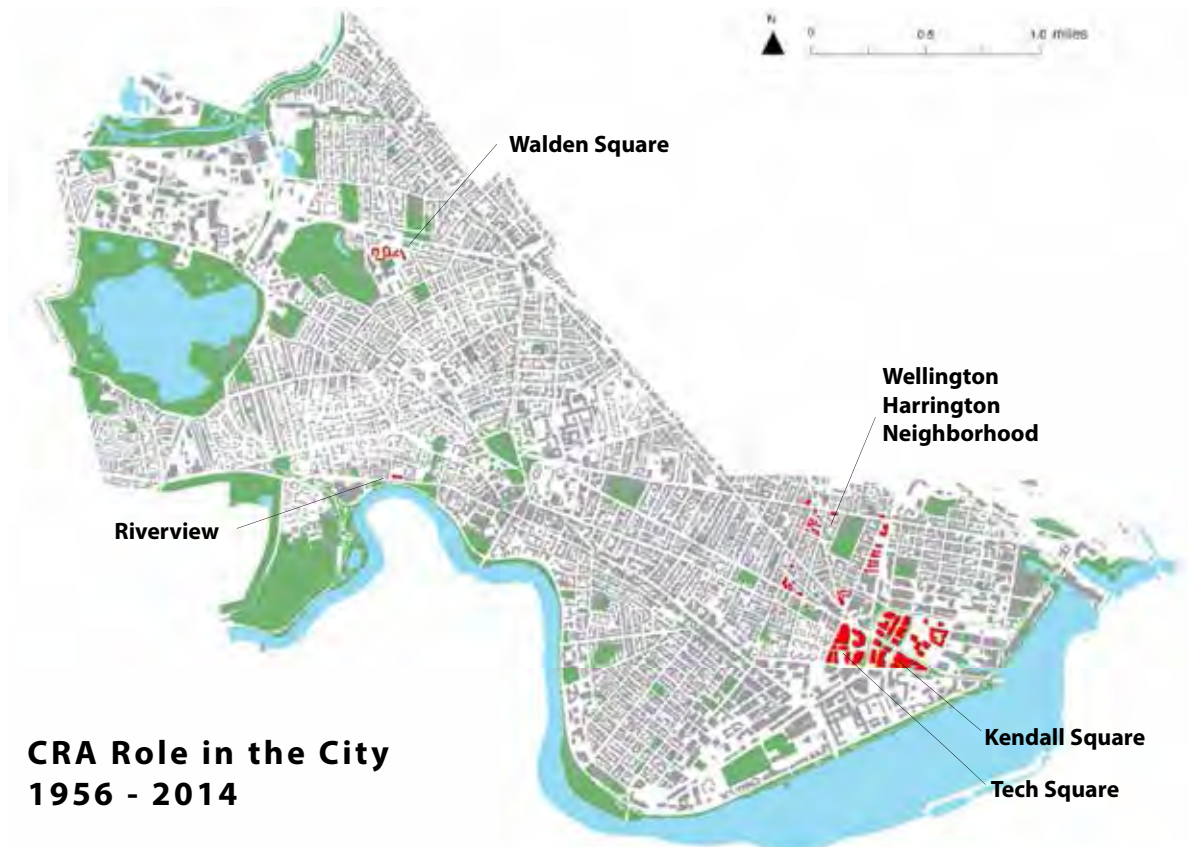 N
0 0.5 1.0 miles
Walden Square
Wellington
Harrington
Neighborhood
Riverview
Kendall Square
Tech Square
CRA Role in the City
1956 - 2014